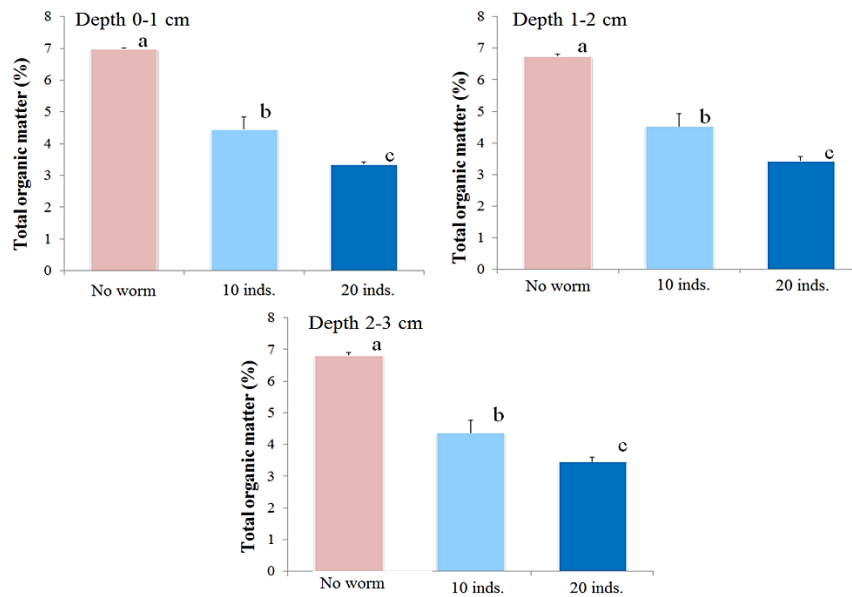 Depth 0-1 cm
Total organic matter (%)
8
7
6
5
4
3
2
1
0
a
b
c
No worm
10 inds.
20 inds.
Depth 1-2 cm
Total organic matter (%)
8
7
6
5
4
3
2
1
0
a
b
c
No worm
10 inds.
20 inds.
Depth 2-3 cm
Total organic matter (%)
8
7
6
5
4
3
2
1
0
a
b
c
No worm
10 inds.
20 inds.